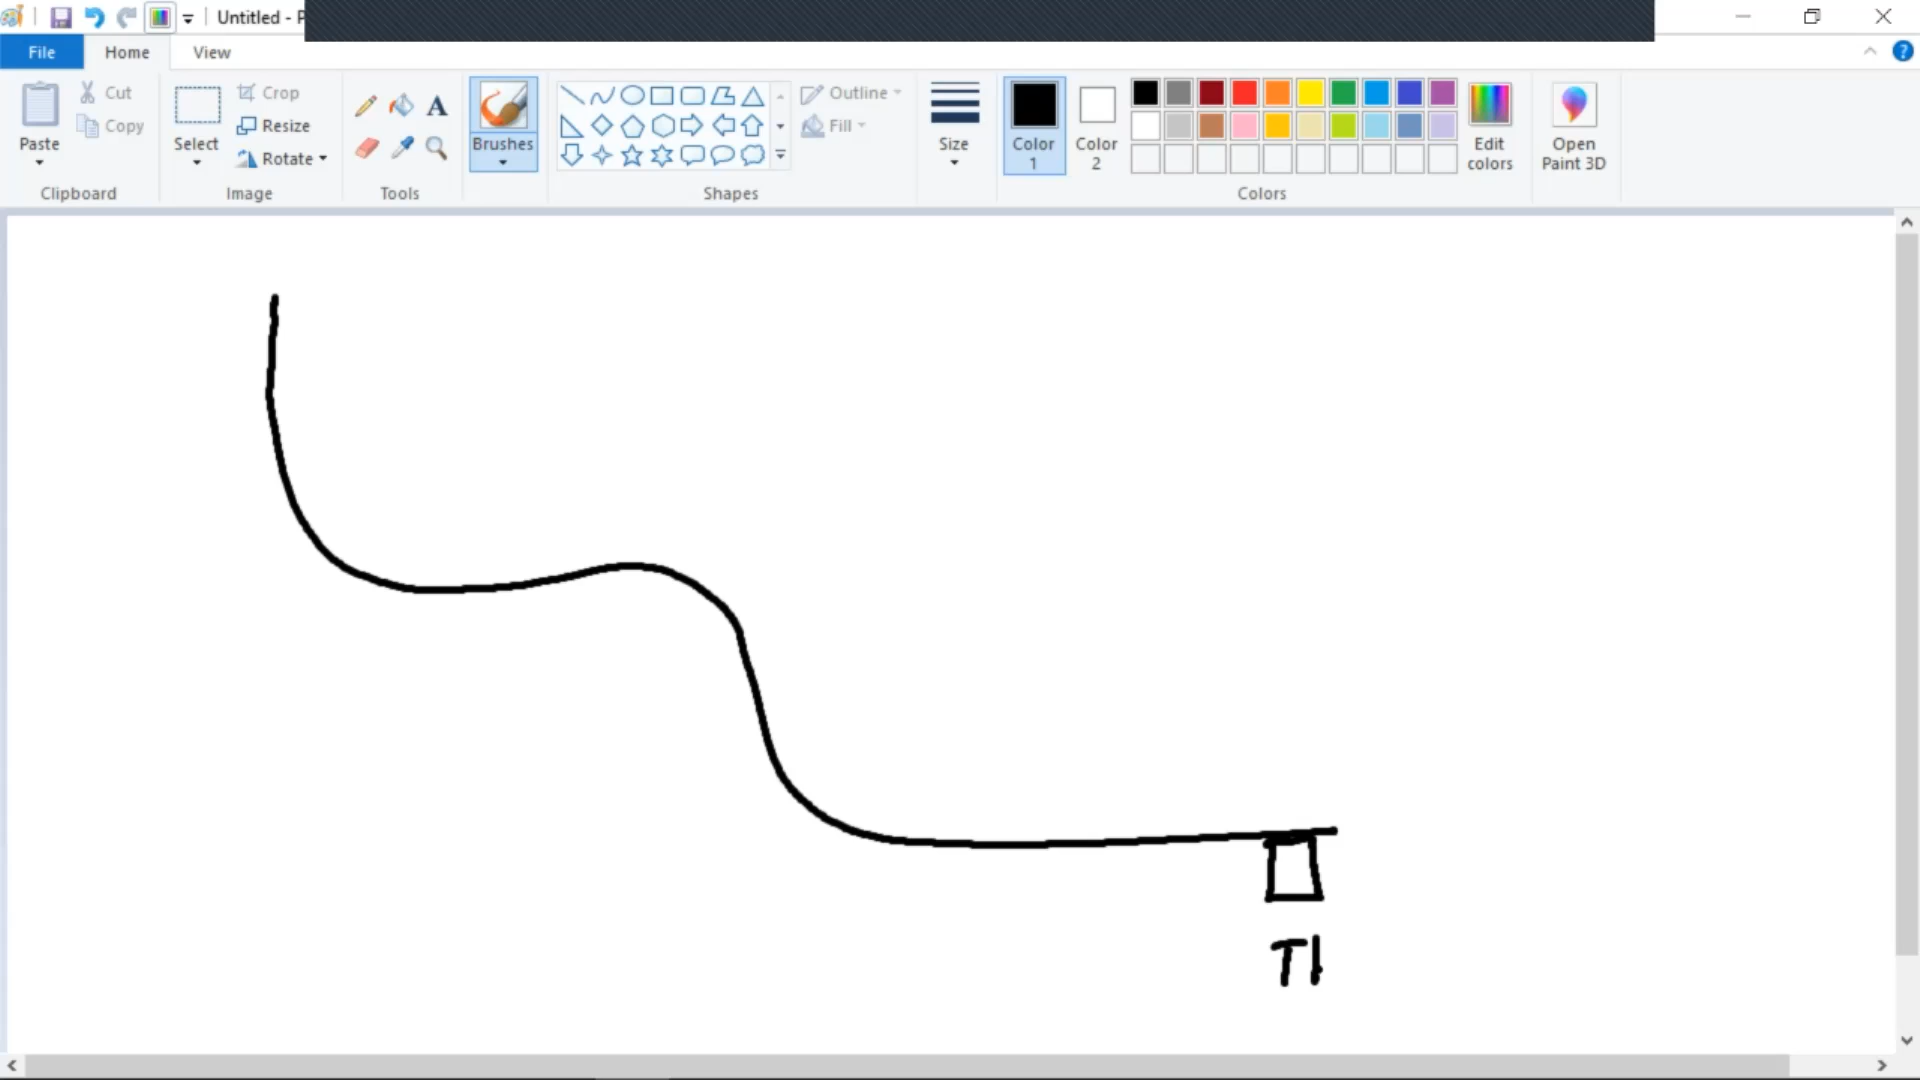 Untitled - P
File Home View
Paste
Cut
Copy
Clipboard
Select
Crop
Resize
Rotate
Image
A
Tools
Brushes
Shapes
Outline
Fill
Size
Color 1
Color 2
Edit colors
Colors
Open Paint 3D
?
T1